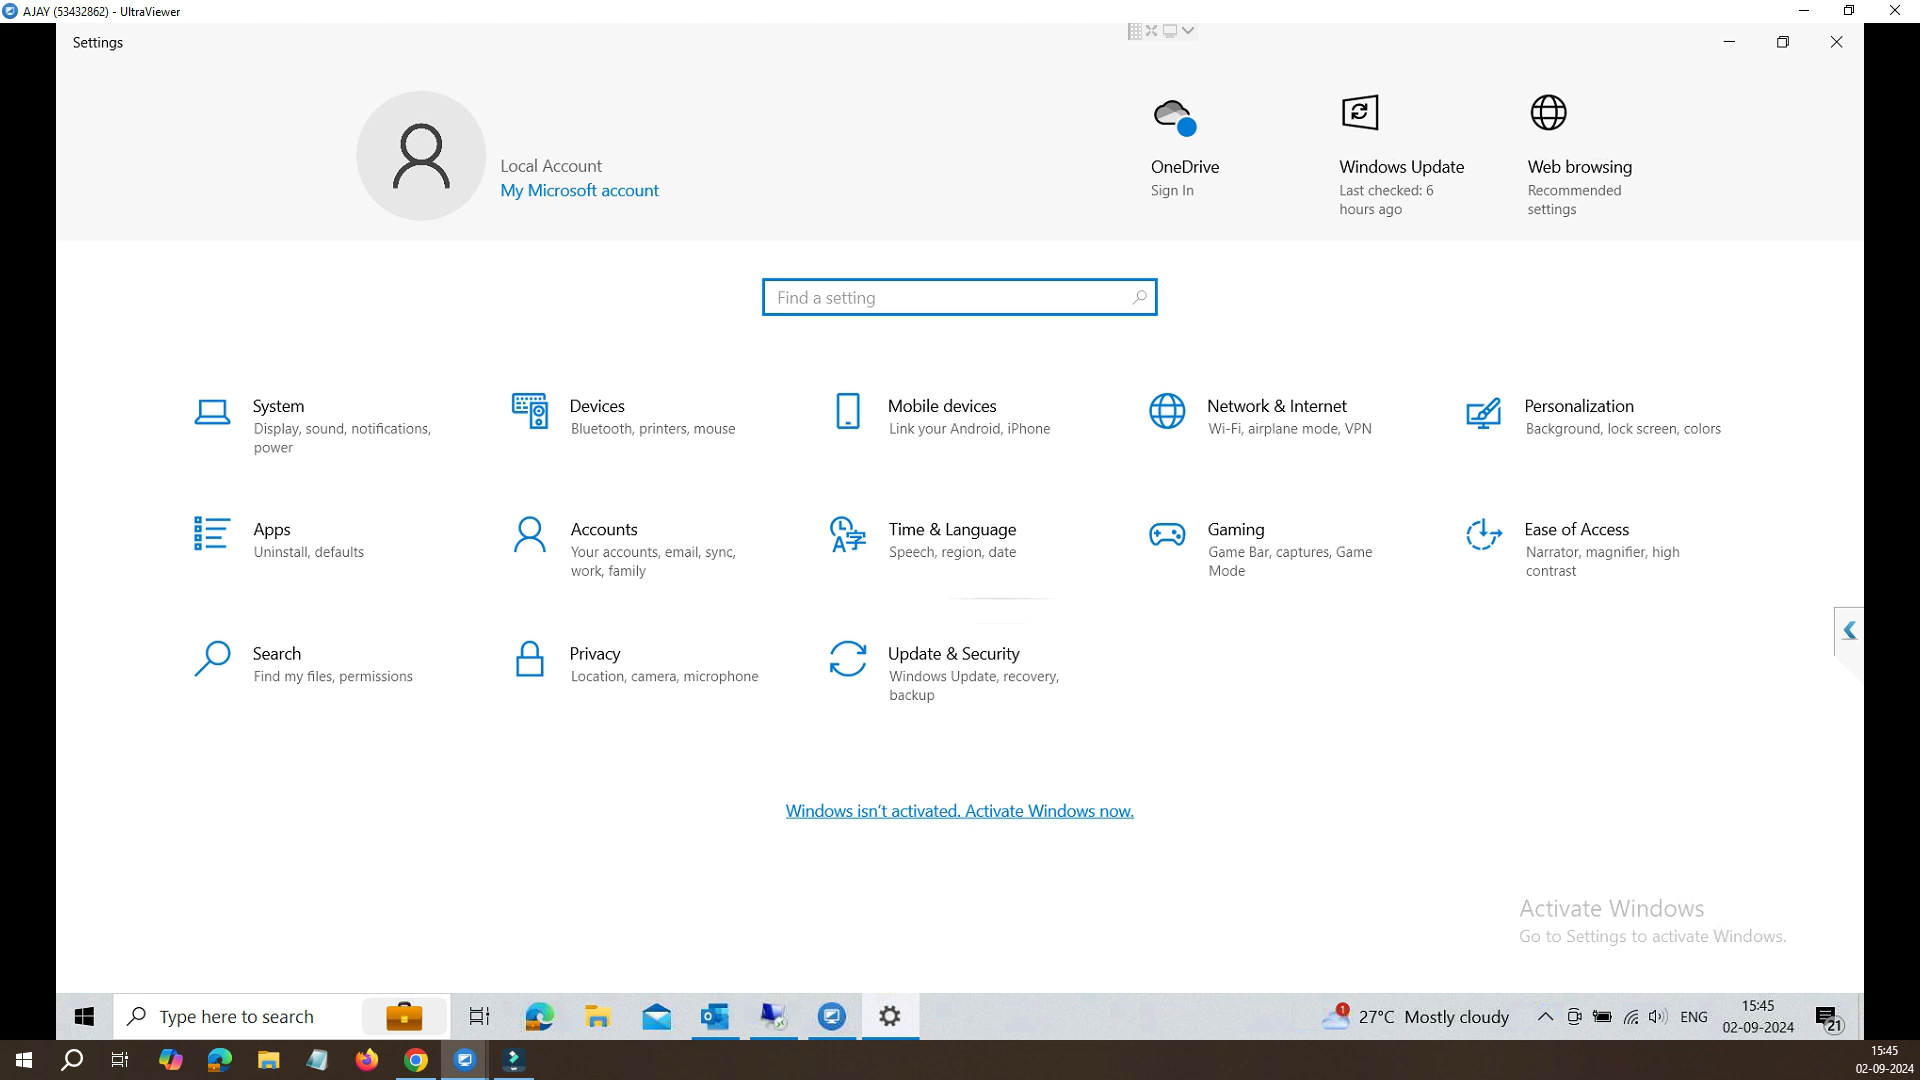 AJAY (53432862) - UltraViewer
Settings
Local Account
My Microsoft account
OneDrive
Sign In
Windows Update
Last checked: 6
hours ago
Web browsing
Recommended
settings
Find a setting
System
Display, sound, notifications,
power
Devices
Bluetooth, printers, mouse
Mobile devices
Link your Android, iPhone
Network & Internet
Wi-Fi, airplane mode, VPN
Personalization
Background, lock screen, colors
Apps
Uninstall, defaults
Accounts
Your accounts, email, sync,
work, family
Time & Language
Speech, region, date
Gaming
Game Bar, captures, Game
Mode
Ease of Access
Narrator, magnifier, high
contrast
Search
Find my files, permissions
Privacy
Location, camera, microphone
Update & Security
Windows Update, recovery,
backup
Windows isn't activated. Activate Windows now.
Activate Windows
Go to Settings to activate Windows.
Type here to search
1
27°C Mostly cloudy
ENG
15:45
02-09-2024
21
15:45
02-09-2024